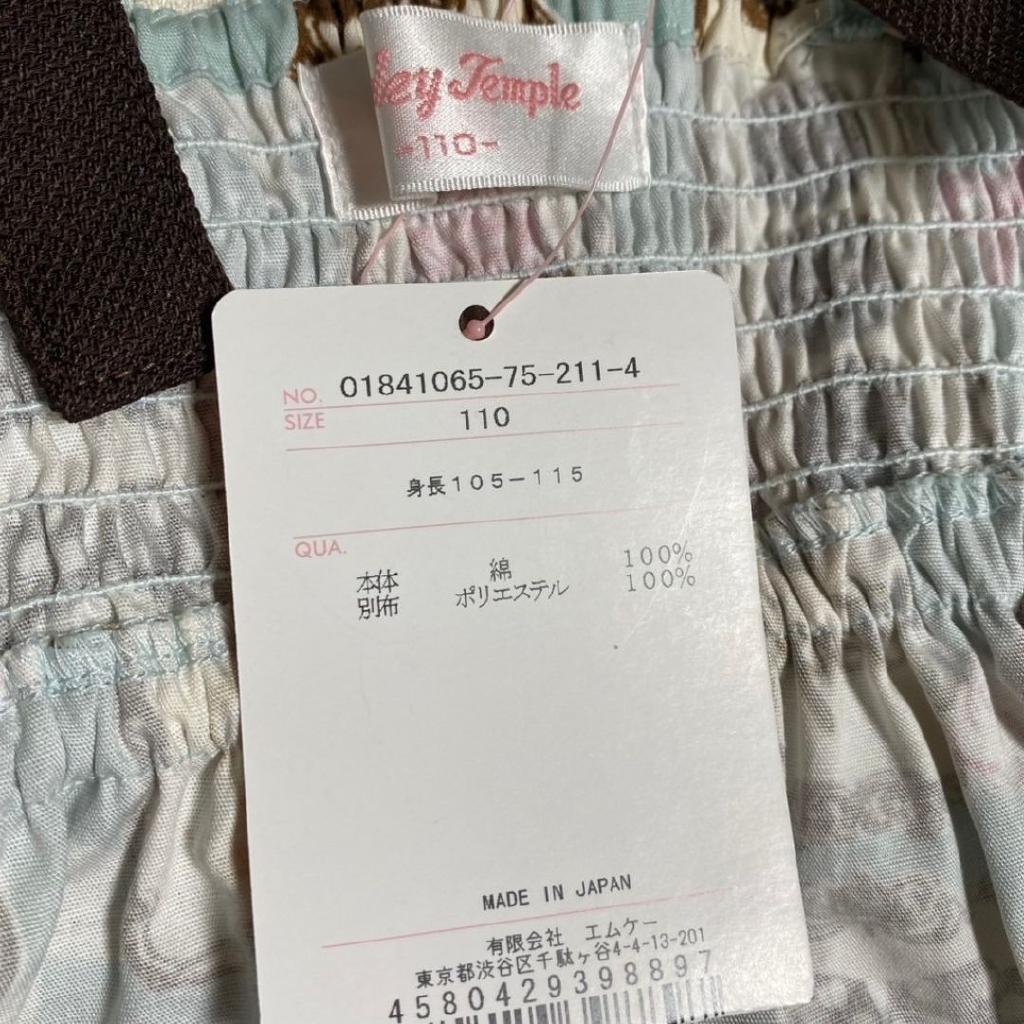 ley Temple
-110-
NO. 01841065-75-211-4
SIZE 110
身長105-115
QUA.
本体 綿 100%
別布 ポリエステル 100%
MADE IN JAPAN
有限会社 エムケー
東京都渋谷区千駄ヶ谷4-4-13-201
4580429398897